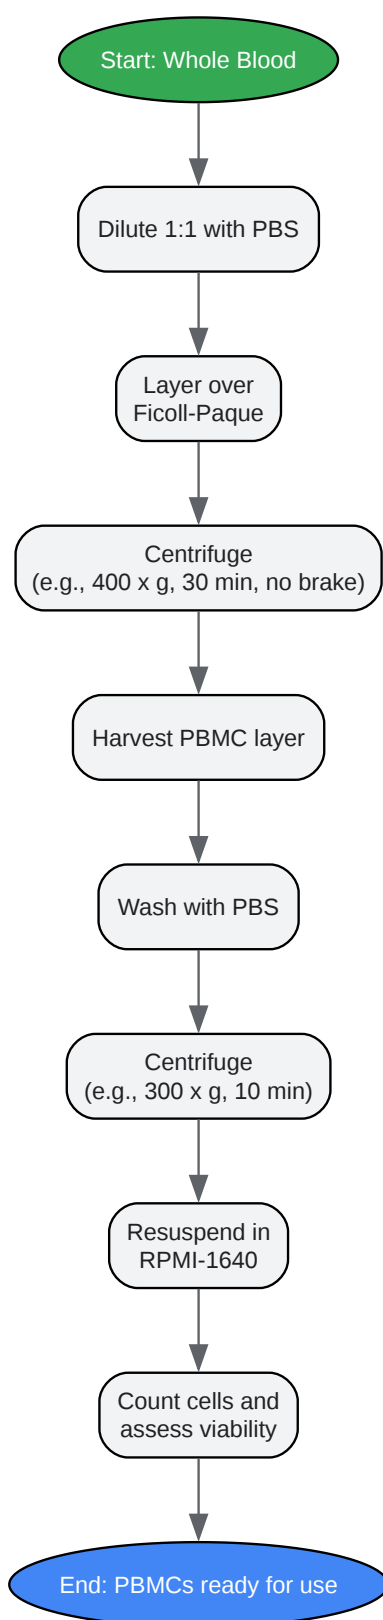 Start: Whole Blood
Dilute 1:1 with PBS
Layer over
Ficoll-Paque
Centrifuge
(e.g., 400 x g, 30 min, no brake)
Harvest PBMC layer
Wash with PBS
Centrifuge
(e.g., 300 x g, 10 min)
Resuspend in
RPMI-1640
Count cells and
assess viability
End: PBMCs ready for use